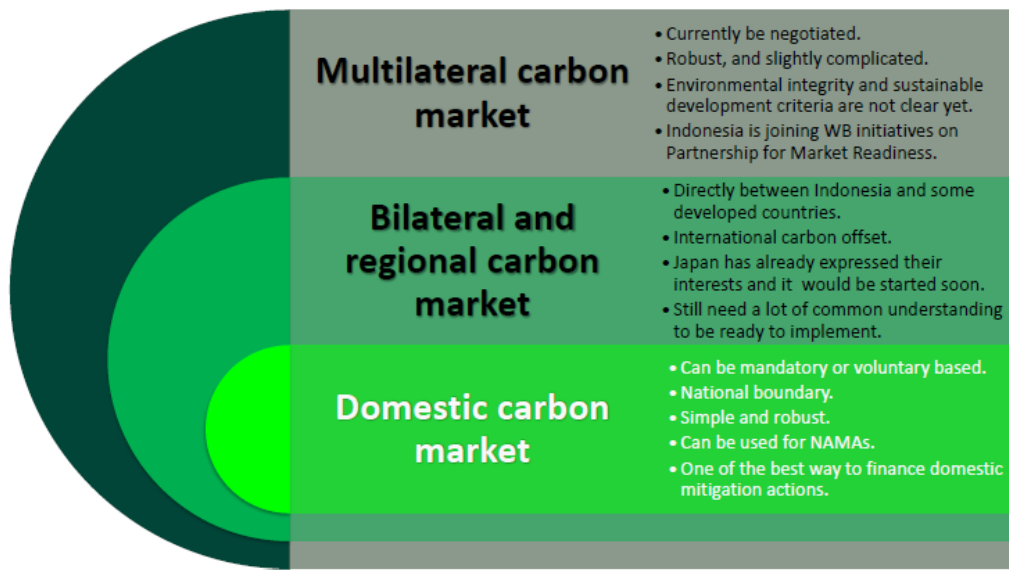 Multilateral carbon
market
• Currently be negotiated.
• Robust, and slightly complicated.
• Environmental integrity and sustainable
development criteria are not clear yet.
• Indonesia is joining WB initiatives on
Partnership for Market Readiness.
Bilateral and
regional carbon
market
• Directly between Indonesia and some
developed countries.
• International carbon offset.
• Japan has already expressed their
interests and it  would be started soon.
• Still need a lot of common understanding
to be ready to implement.
Domestic carbon
market
• Can be mandatory or voluntary based.
• National boundary.
• Simple and robust.
• Can be used for NAMAs.
• One of the best way to finance domestic
mitigation actions.